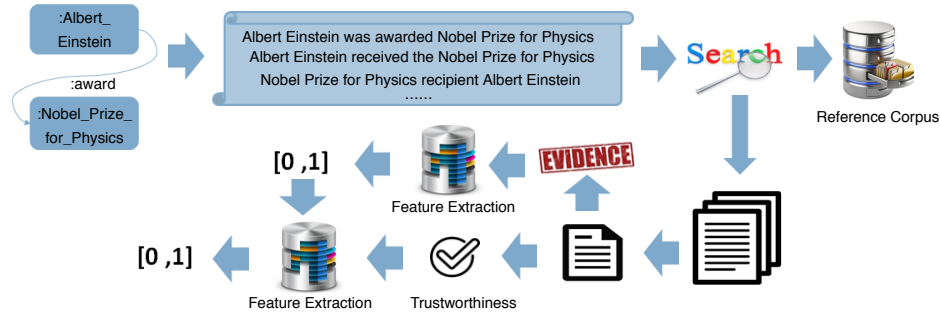 :Albert_
Einstein
:award
:Nobel_Prize_
for_Physics
Albert Einstein was awarded Nobel Prize for Physics
Albert Einstein received the Nobel Prize for Physics
Nobel Prize for Physics recipient Albert Einstein
......
Search
Reference Corpus
[0 ,1]
Feature Extraction
EVIDENCE
[0 ,1]
Feature Extraction
Trustworthiness